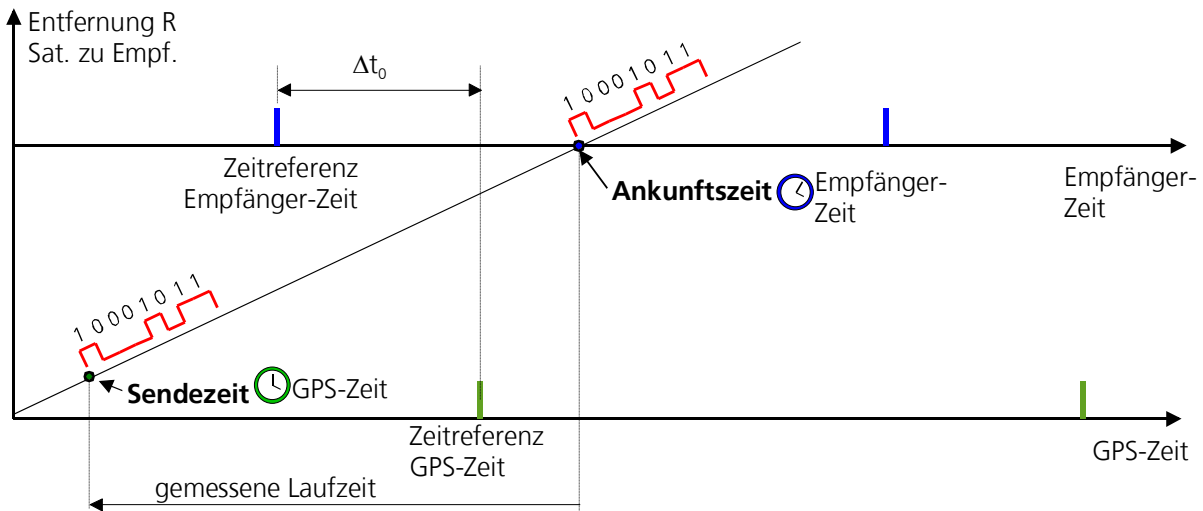 Entfernung R
Sat. zu Empf.
Δt₀
1 0 0 0 1 0 1 1
Zeitreferenz
Empfänger-Zeit
Ankunftszeit
Empfänger-
Zeit
Empfänger-
Zeit
1 0 0 0 1 0 1 1
Sendezeit
GPS-Zeit
Zeitreferenz
GPS-Zeit
GPS-Zeit
gemessene Laufzeit